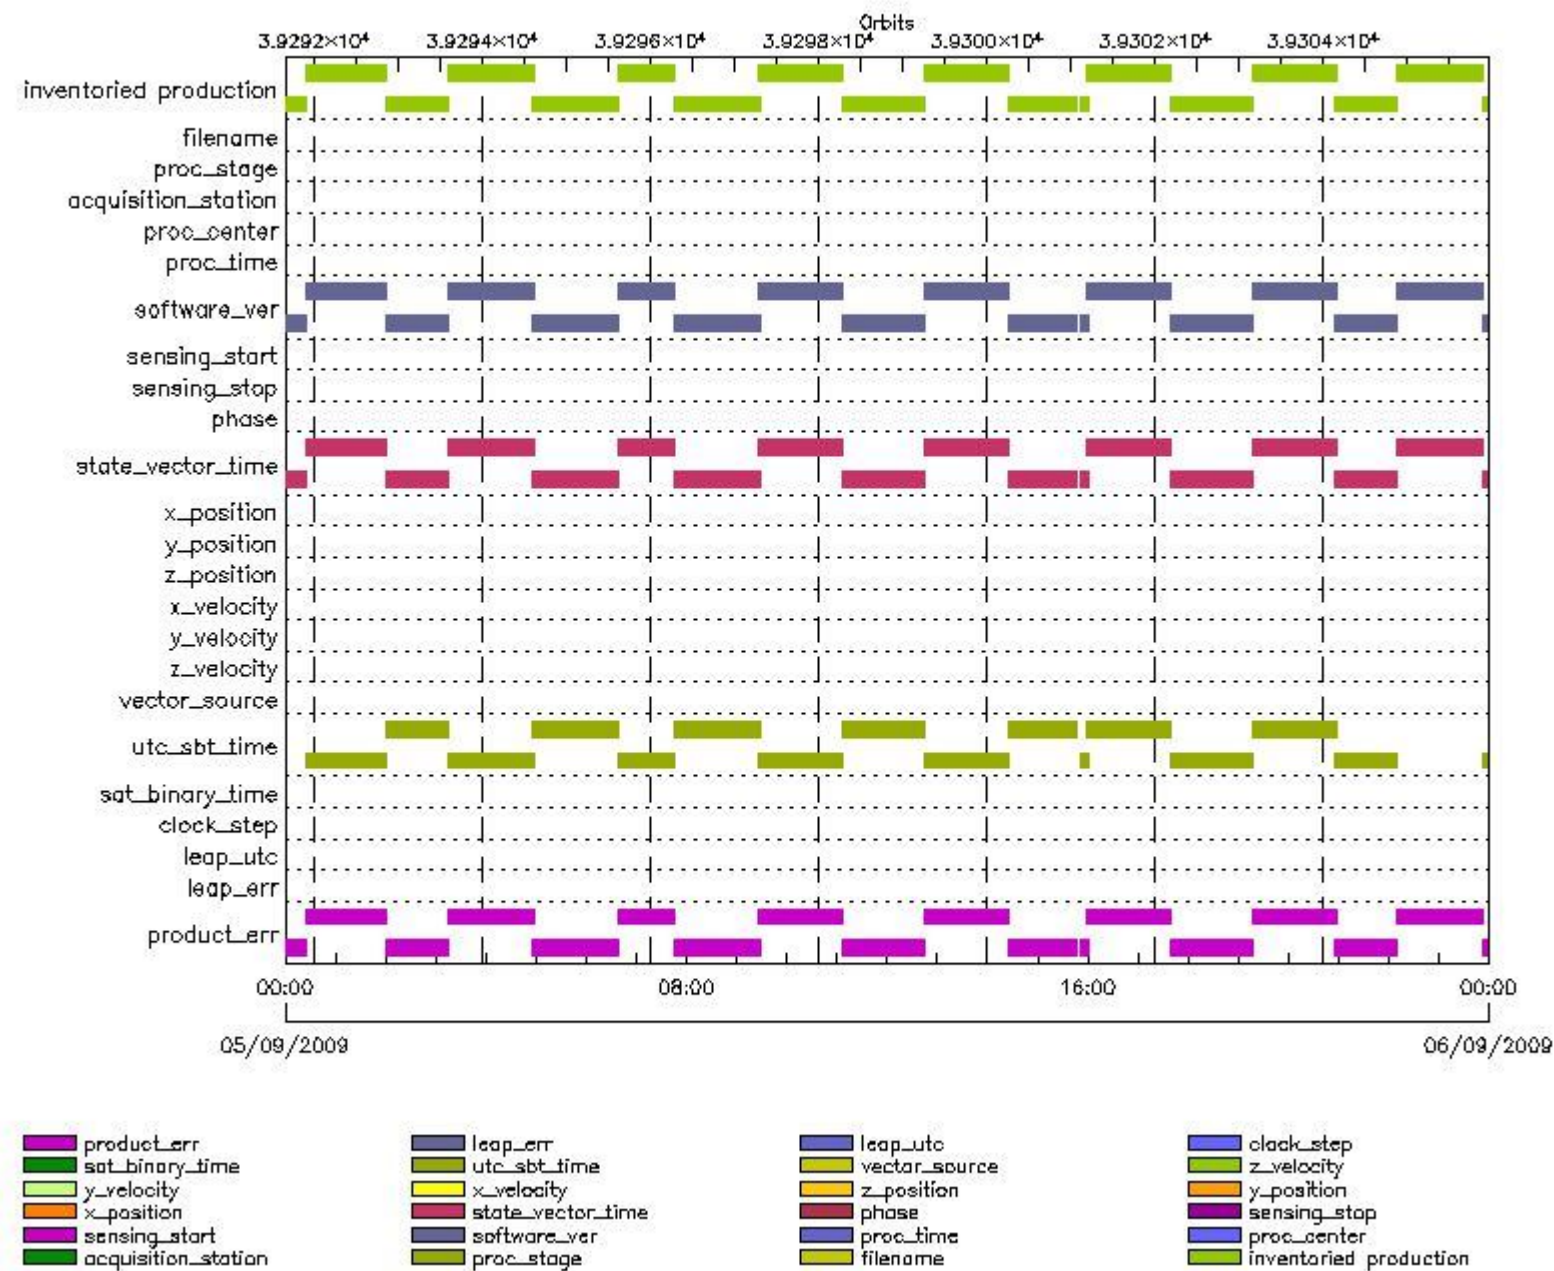 Orbits
3.9292×10⁴ 3.9294×10⁴ 3.9296×10⁴ 3.9298×10⁴ 3.9300×10⁴ 3.9302×10⁴ 3.9304×10⁴
inventoried production
filename
proc_stage
acquisition_station
proc_center
proc_time
software_ver
sensing_start
sensing_stop
phase
state_vector_time
x_position
y_position
z_position
x_velocity
y_velocity
z_velocity
vector_source
utc_sbt_time
sat_binary_time
clock_step
leap_utc
leap_err
product_err
00:00 08:00 16:00 00:00
05/09/2009 06/09/2009
product_err leap_err leap_utc clock_step
sat_binary_time utc_sbt_time vector_source z_velocity
y_velocity x_velocity z_position y_position
x_position state_vector_time phase sensing_stop
sensing_start software_ver proc_time proc_center
acquisition_station proc_stage filename inventoried production